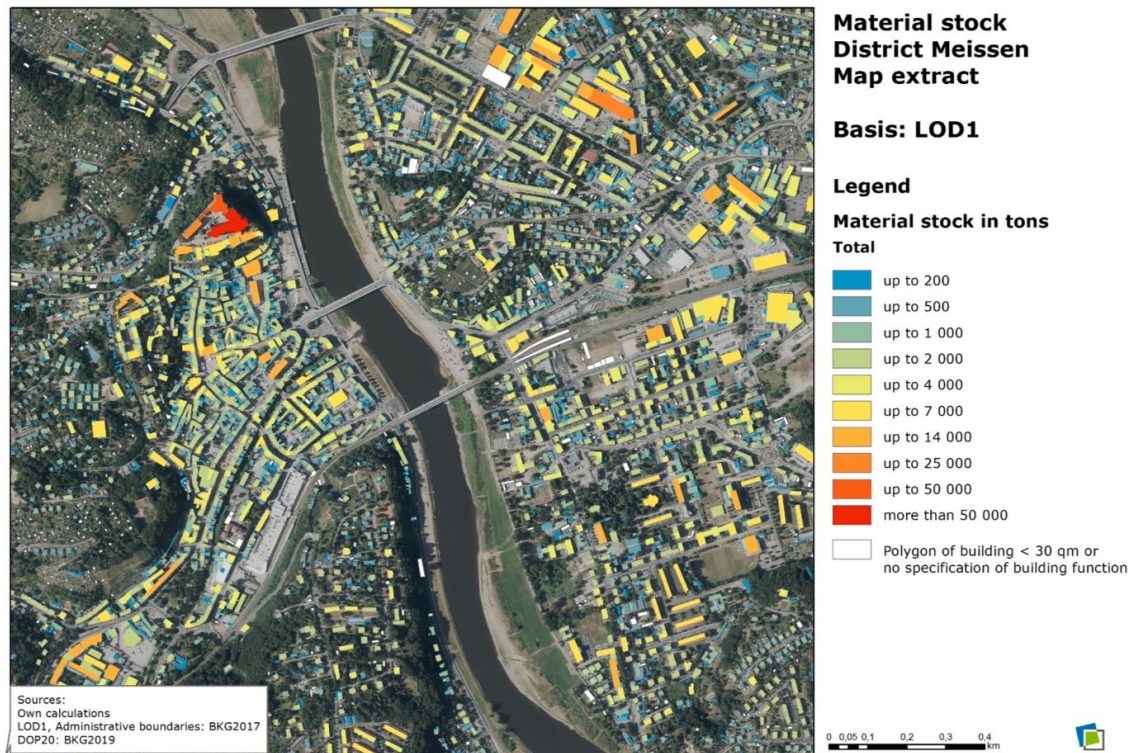 Material stock
District Meissen
Map extract
Basis: LOD1
Legend
Material stock in tons
Total
up to 200
up to 500
up to 1 000
up to 2 000
up to 4 000
up to 7 000
up to 14 000
up to 25 000
up to 50 000
more than 50 000
Polygon of building < 30 qm or
no specification of building function
Sources:
Own calculations
LOD1, Administrative boundaries: BKG2017
DOP20: BKG2019
0 0,05 0,1 0,2 0,3 0,4
km